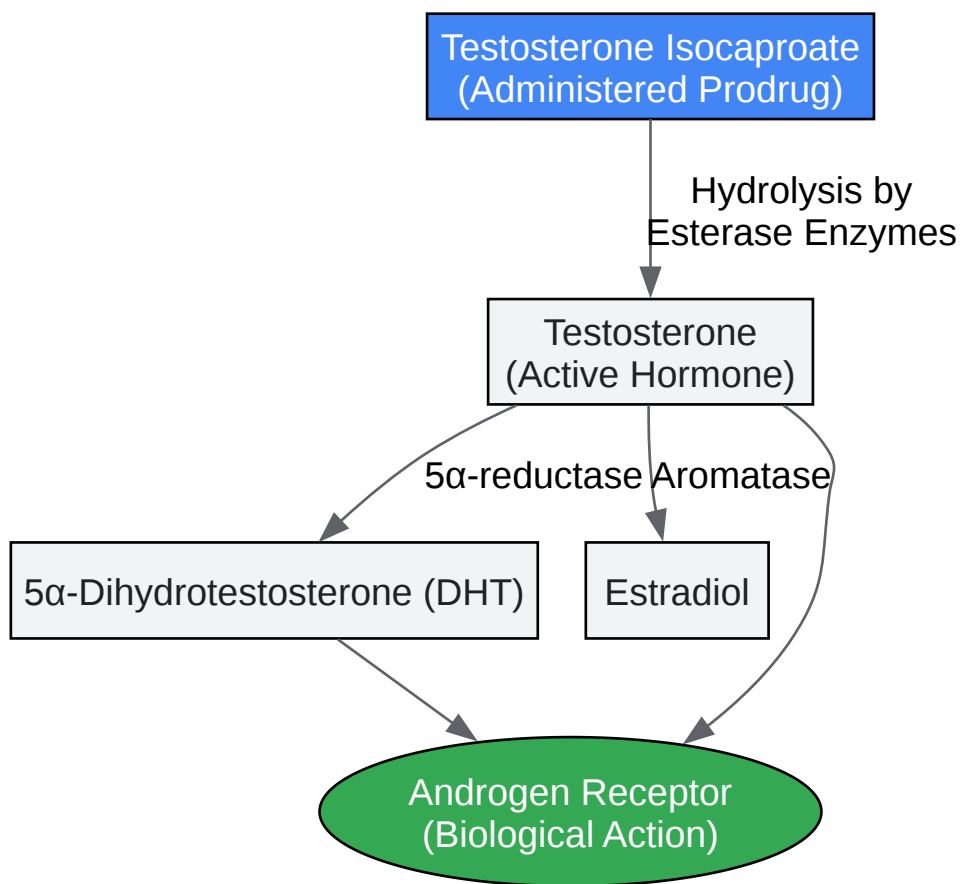 Testosterone Isocaproate
(Administered Prodrug)
Hydrolysis by
Esterase Enzymes
Testosterone
(Active Hormone)
5α-reductase
Aromatase
5α-Dihydrotestosterone (DHT)
Estradiol
Androgen Receptor
(Biological Action)